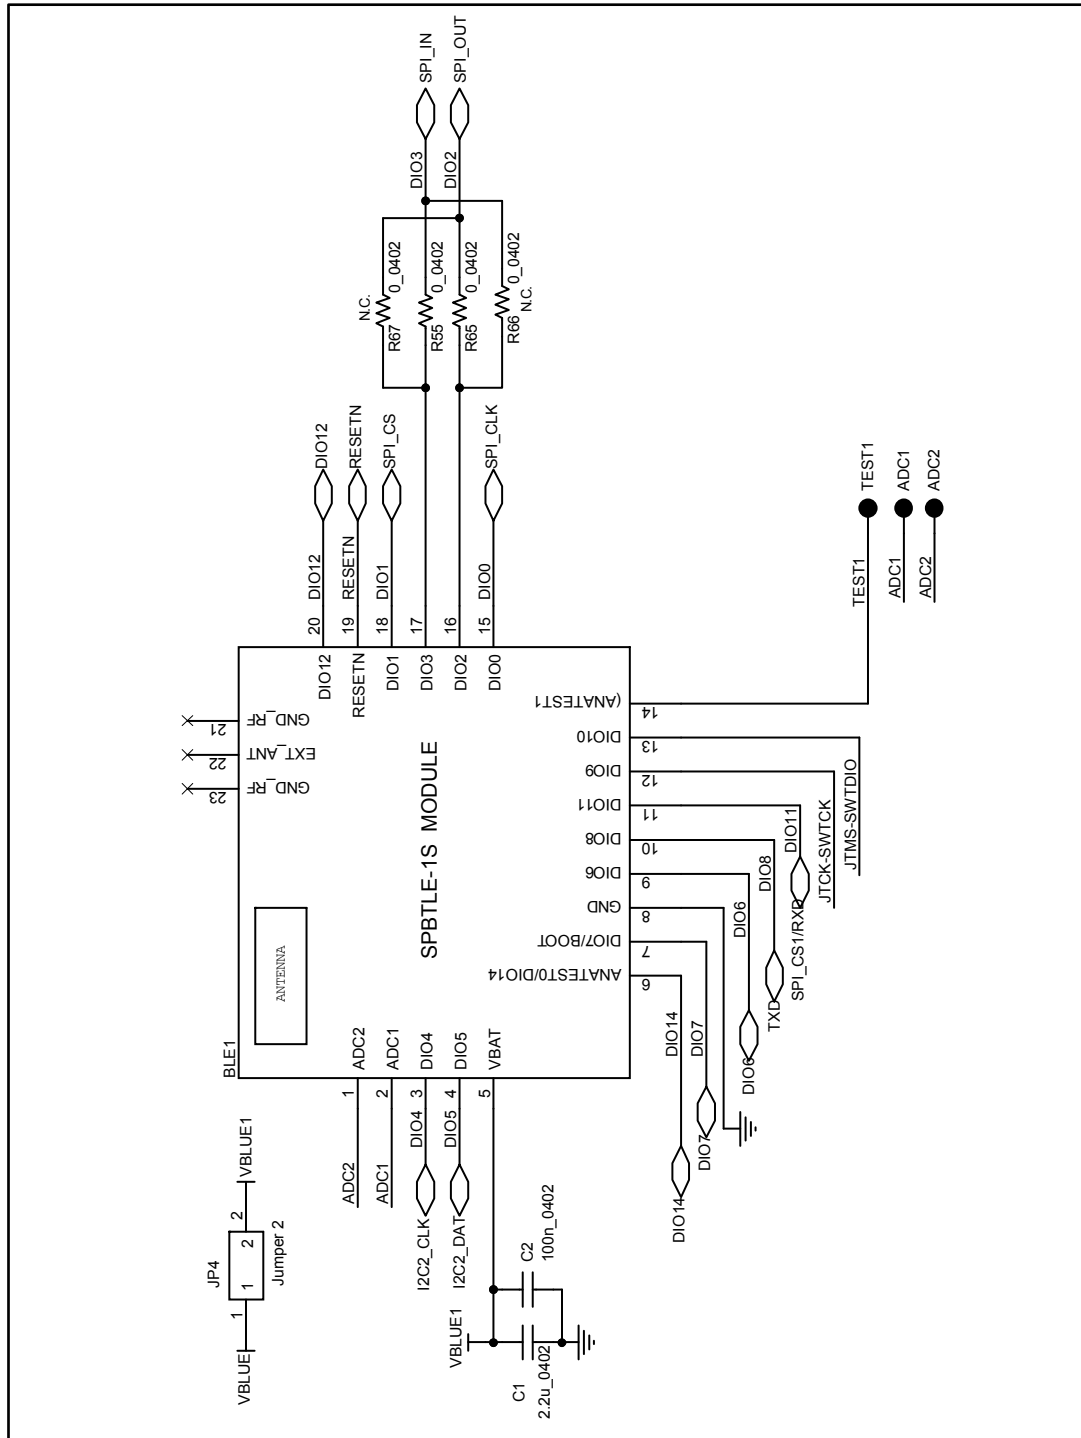 SPI_IN
SPI_OUT
DIO3
DIO2
N.C.
R67
0_0402
R55
0_0402
R65
0_0402
R66
0_0402
N.C.
DIO12
RESETN
SPI_CS
SPI_CLK
DIO12
RESETN
DIO1
DIO0
20
19
18
17
16
15
DIO12
RESETN
DIO1
DIO3
DIO2
DIO0
TEST1
ADC1
ADC2
TEST1
ADC1
ADC2
21
GND_RF
22
EXT_ANT
23
GND_RF
SPBTLE-1S MODULE
ANTENNA
BLE1
(ANATEST1
14
DIO10
13
DIO9
12
DIO11
11
DIO8
10
DIO6
9
GND
8
DIO7/BOOT
7
ANATEST0/DIO14
6
JTMS-SWTDIO
JTCK-SWTCK
DIO11
SPI_CS1/RXD
DIO8
TXD
DIO6
DIO6
DIO7
DIO7
DIO14
DIO14
ADC2
ADC1
DIO4
DIO5
VBAT
1
2
3
4
5
ADC2
ADC1
DIO4
DIO5
I2C2_CLK
I2C2_DAT
VBLUE1
2
JP4
1
2
Jumper 2
1
VBLUE
VBLUE1
C2
100n_0402
C1
2.2u_0402